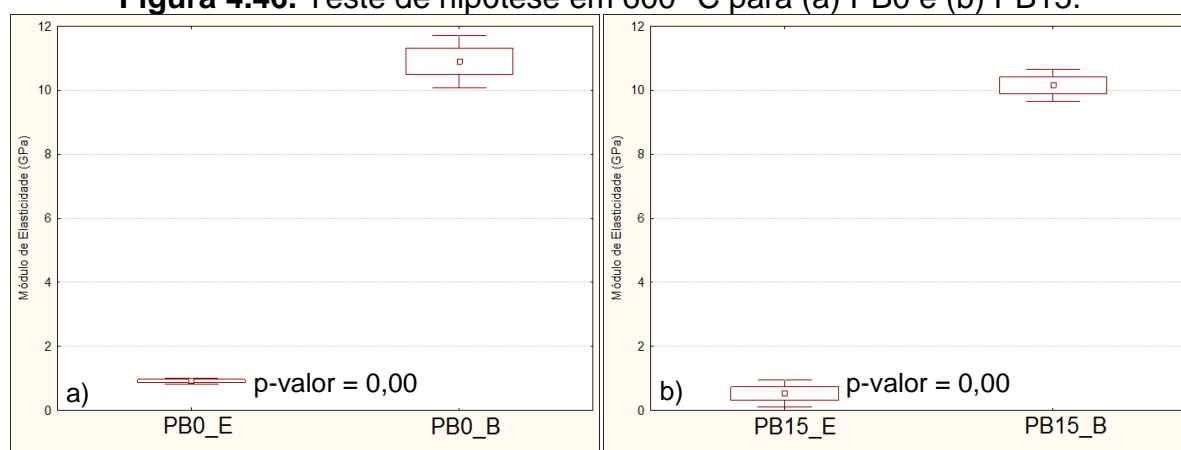 Figura 4.46. Teste de hipótese em 600 °C para (a) PB0 e (b) PB15.
12
10
8
6
4
2
0
Módulo de Elasticidade (GPa)
a)
p-valor = 0,00
PB0_E
PB0_B
12
10
8
6
4
2
0
Módulo de Elasticidade (GPa)
b)
p-valor = 0,00
PB15_E
PB15_B